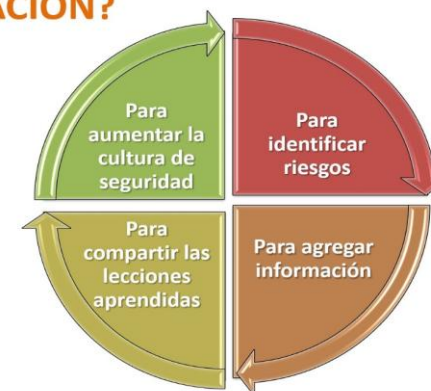 ACIÓN?
Para
aumentar la
cultura de
seguridad
Para
identificar
riesgos
Para
compartir las
lecciones
aprendidas
Para agregar
información